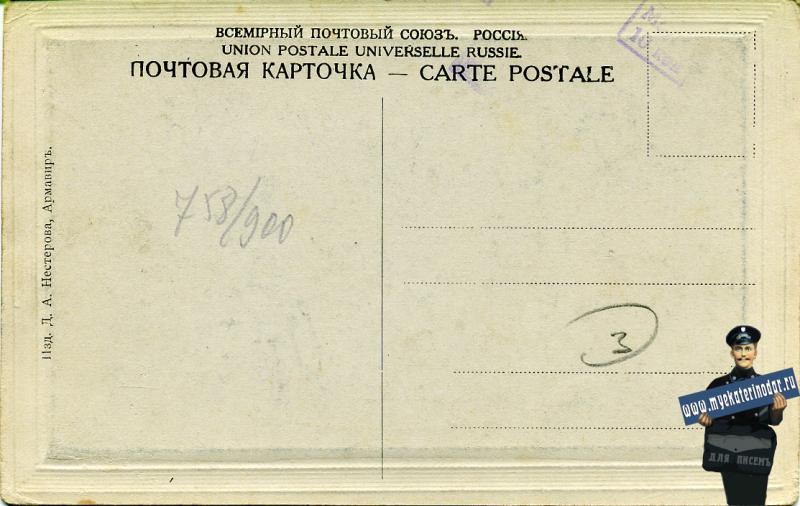 ВСЕМІРНЫЙ ПОЧТОВЫЙ СОЮЗЪ. РОССІЯ.
UNION POSTALE UNIVERSELLE RUSSIE.
ПОЧТОВАЯ КАРТОЧКА — CARTE POSTALE
Изд. Д. А. Нестерова, Армавиръ.
758/900
3
www.myekaterinodar.ru
ДЛЯ ПИСЕМЪ